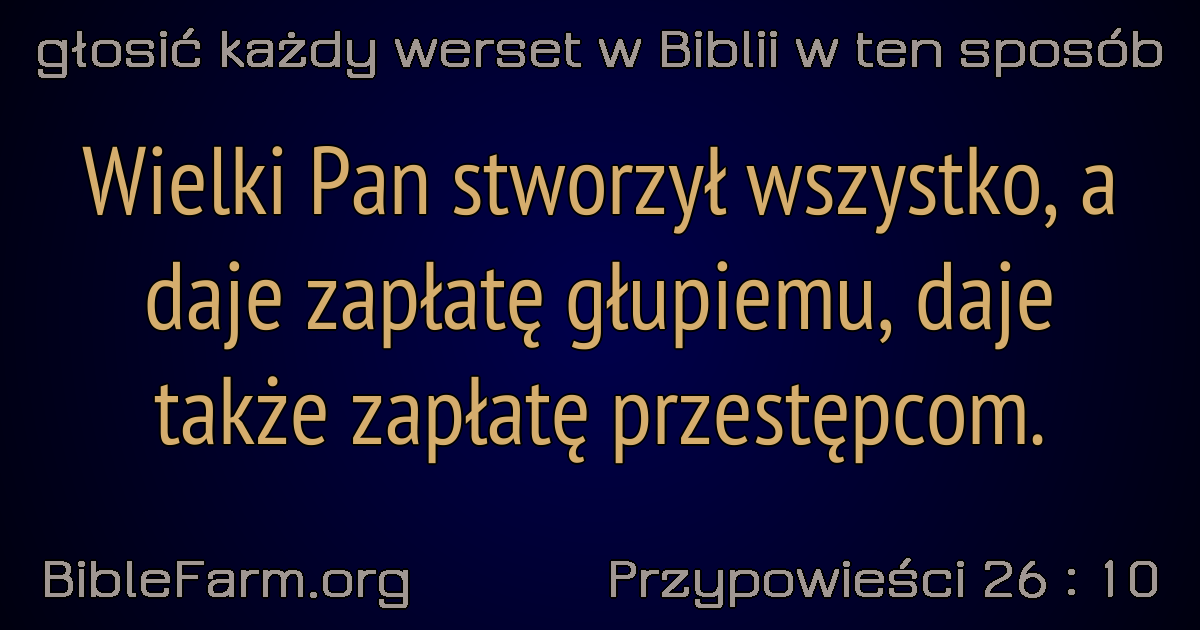 głosić każdy werset w Biblii w ten sposób
Wielki Pan stworzył wszystko, a
daje zapłatę głupiemu, daje
także zapłatę przestępcom.
BibleFarm.org
Przypowieści 26 : 10